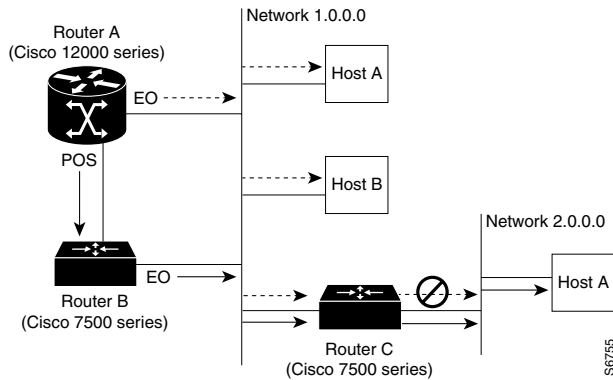 Network 1.0.0.0
Router A
(Cisco 12000 series)
EO
Host A
POS
Host B
Network 2.0.0.0
EO
Router B
(Cisco 7500 series)
Host A
Router C
(Cisco 7500 series)
S6755